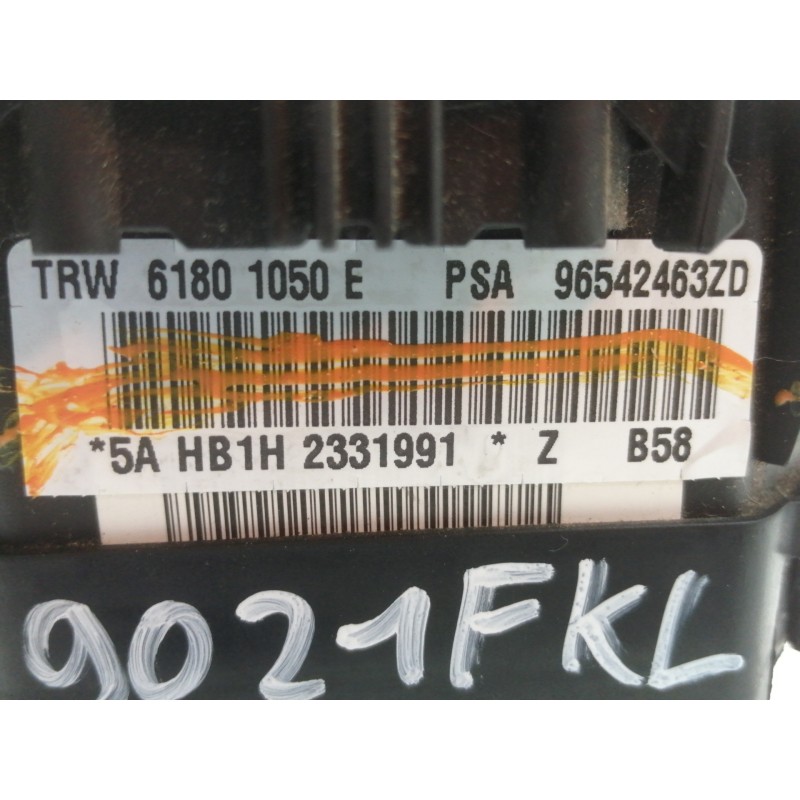 TRW 6180 1050 E PSA 96542463ZD
*5A HB1H 2331991 * Z B58
9021FKL